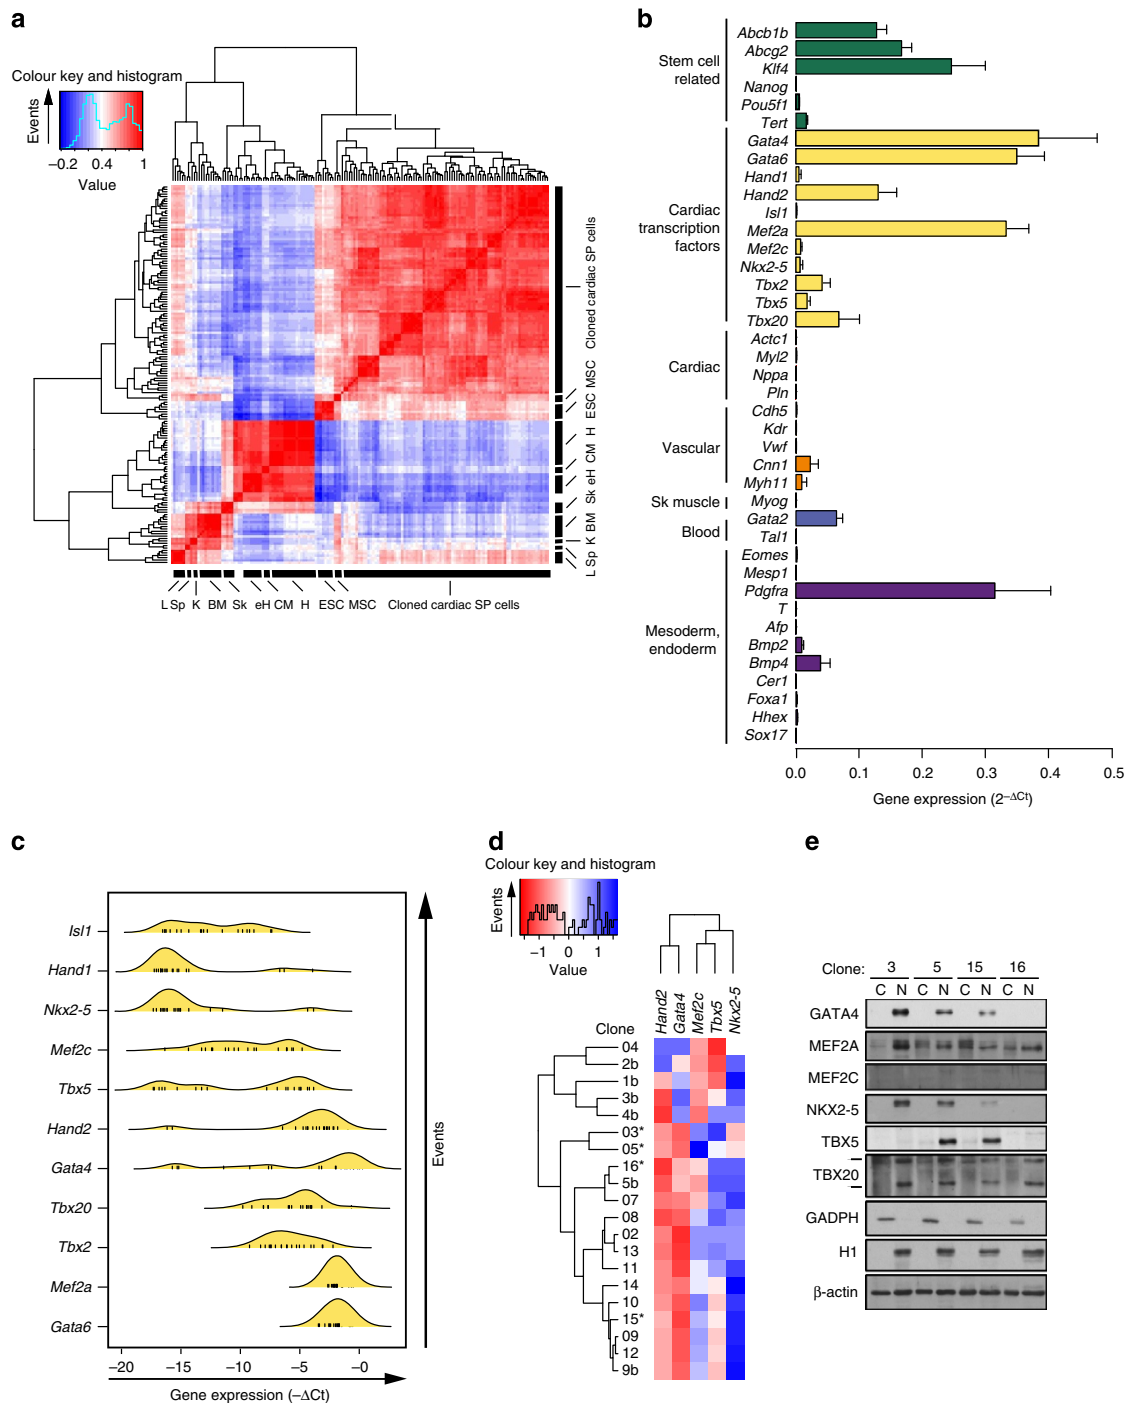 a
Colour key and histogram
Events
−0.2 0.4 1
Value
Cloned cardiac SP cells
MSC
ESC
H
CM
eH
Sk
BM
K
Sp
L
L Sp K BM Sk eH CM H ESC MSC Cloned cardiac SP cells
b
Stem cell
related
Abcb1b
Abcg2
Klf4
Nanog
Pou5f1
Tert
Cardiac
transcription
factors
Gata4
Gata6
Hand1
Hand2
Isl1
Mef2a
Mef2c
Nkx2-5
Tbx2
Tbx5
Tbx20
Cardiac
Actc1
Myl2
Nppa
Pln
Vascular
Cdh5
Kdr
Vwf
Cnn1
Myh11
Sk muscle
Myog
Blood
Gata2
Tal1
Mesoderm,
endoderm
Eomes
Mesp1
Pdgfra
T
Afp
Bmp2
Bmp4
Cer1
Foxa1
Hhex
Sox17
0.0 0.1 0.2 0.3 0.4 0.5
Gene expression (2−ΔCt)
c
Isl1
Hand1
Nkx2-5
Mef2c
Tbx5
Hand2
Gata4
Tbx20
Tbx2
Mef2a
Gata6
−20 −15 −10 −5 −0
Gene expression (−ΔCt)
Events
d
Colour key and histogram
Events
−1 0 1
Value
Hand2
Gata4
Mef2c
Tbx5
Nkx2-5
Clone
04
2b
1b
3b
4b
03*
05*
16*
5b
07
08
02
13
11
14
10
15*
09
12
9b
e
Clone: 3 5 15 16
C N C N C N C N
GATA4
MEF2A
MEF2C
NKX2-5
TBX5
TBX20
GADPH
H1
β-actin